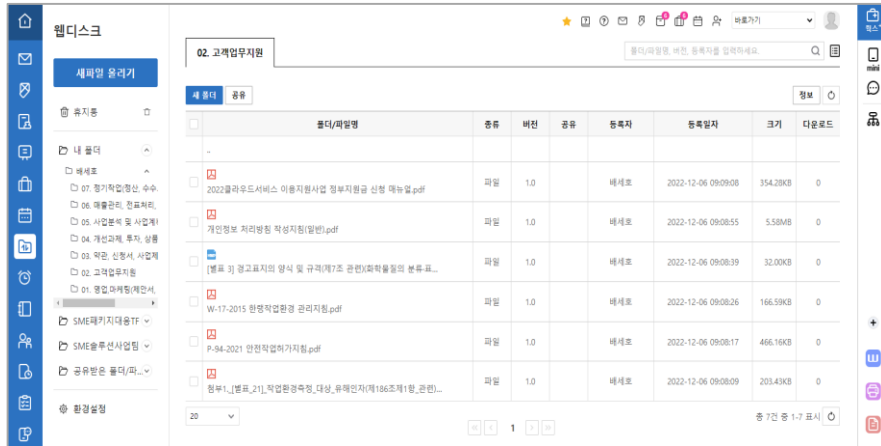 웹디스크
6
6
바로가기
톡스
새파일 올리기
02. 고객업무지원
폴더/파일명, 버전, 등록자를 입력하세요.
mini
휴지통
새 폴더
공유
정보
폴더/파일명
종류
버전
공유
등록자
등록일자
크기
다운로드
내 폴더
배세호
07. 정기작업(정산, 수수.
06. 매출관리, 전표처리,
05. 사업분석 및 사업계
04. 개선과제, 투자, 상품
03. 약관, 신청서, 사업제
02. 고객업무지원
01. 영업,마케팅(제안서,
SME패키지대응TF
SME솔루션사업팀
공유받은 폴더/파...
환경설정
..
2022클라우드서비스 이용지원사업 정부지원금 신청 매뉴얼.pdf
파일
1.0
배세호
2022-12-06 09:09:08
354.28KB
0
개인정보 처리방침 작성지침(일반).pdf
파일
1.0
배세호
2022-12-06 09:08:55
5.58MB
0
[별표 3] 경고표지의 양식 및 규격(제7조 관련)(화학물질의 분류·표...
파일
1.0
배세호
2022-12-06 09:08:39
32.00KB
0
W-17-2015 한랭작업환경 관리지침.pdf
파일
1.0
배세호
2022-12-06 09:08:26
166.59KB
0
P-94-2021 안전작업허가지침.pdf
파일
1.0
배세호
2022-12-06 09:08:17
466.16KB
0
첨부1._[별표_21]_작업환경측정_대상_유해인자(제186조제1항_관련)...
파일
1.0
배세호
2022-12-06 09:08:09
203.43KB
0
20
1
총 7건 중 1-7 표시